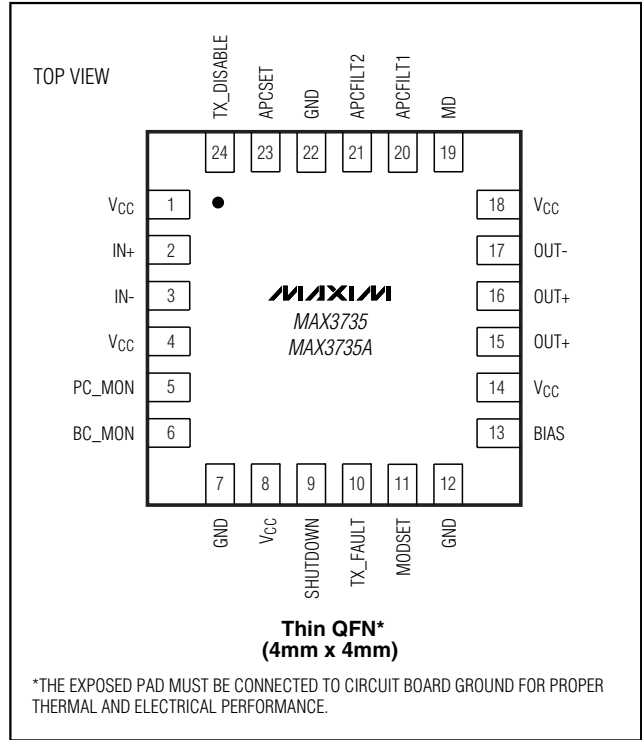 TOP VIEW
TX_DISABLE
APCSET
GND
APCFILT2
APCFILT1
MD
24
23
22
21
20
19
VCC 1
IN+ 2
IN- 3
VCC 4
PC_MON 5
BC_MON 6
18 VCC
17 OUT-
16 OUT+
15 OUT+
14 VCC
13 BIAS
MAXIM
MAX3735
MAX3735A
7
8
9
10
11
12
GND
VCC
SHUTDOWN
TX_FAULT
MODSET
GND
Thin QFN*
(4mm x 4mm)
*THE EXPOSED PAD MUST BE CONNECTED TO CIRCUIT BOARD GROUND FOR PROPER
THERMAL AND ELECTRICAL PERFORMANCE.